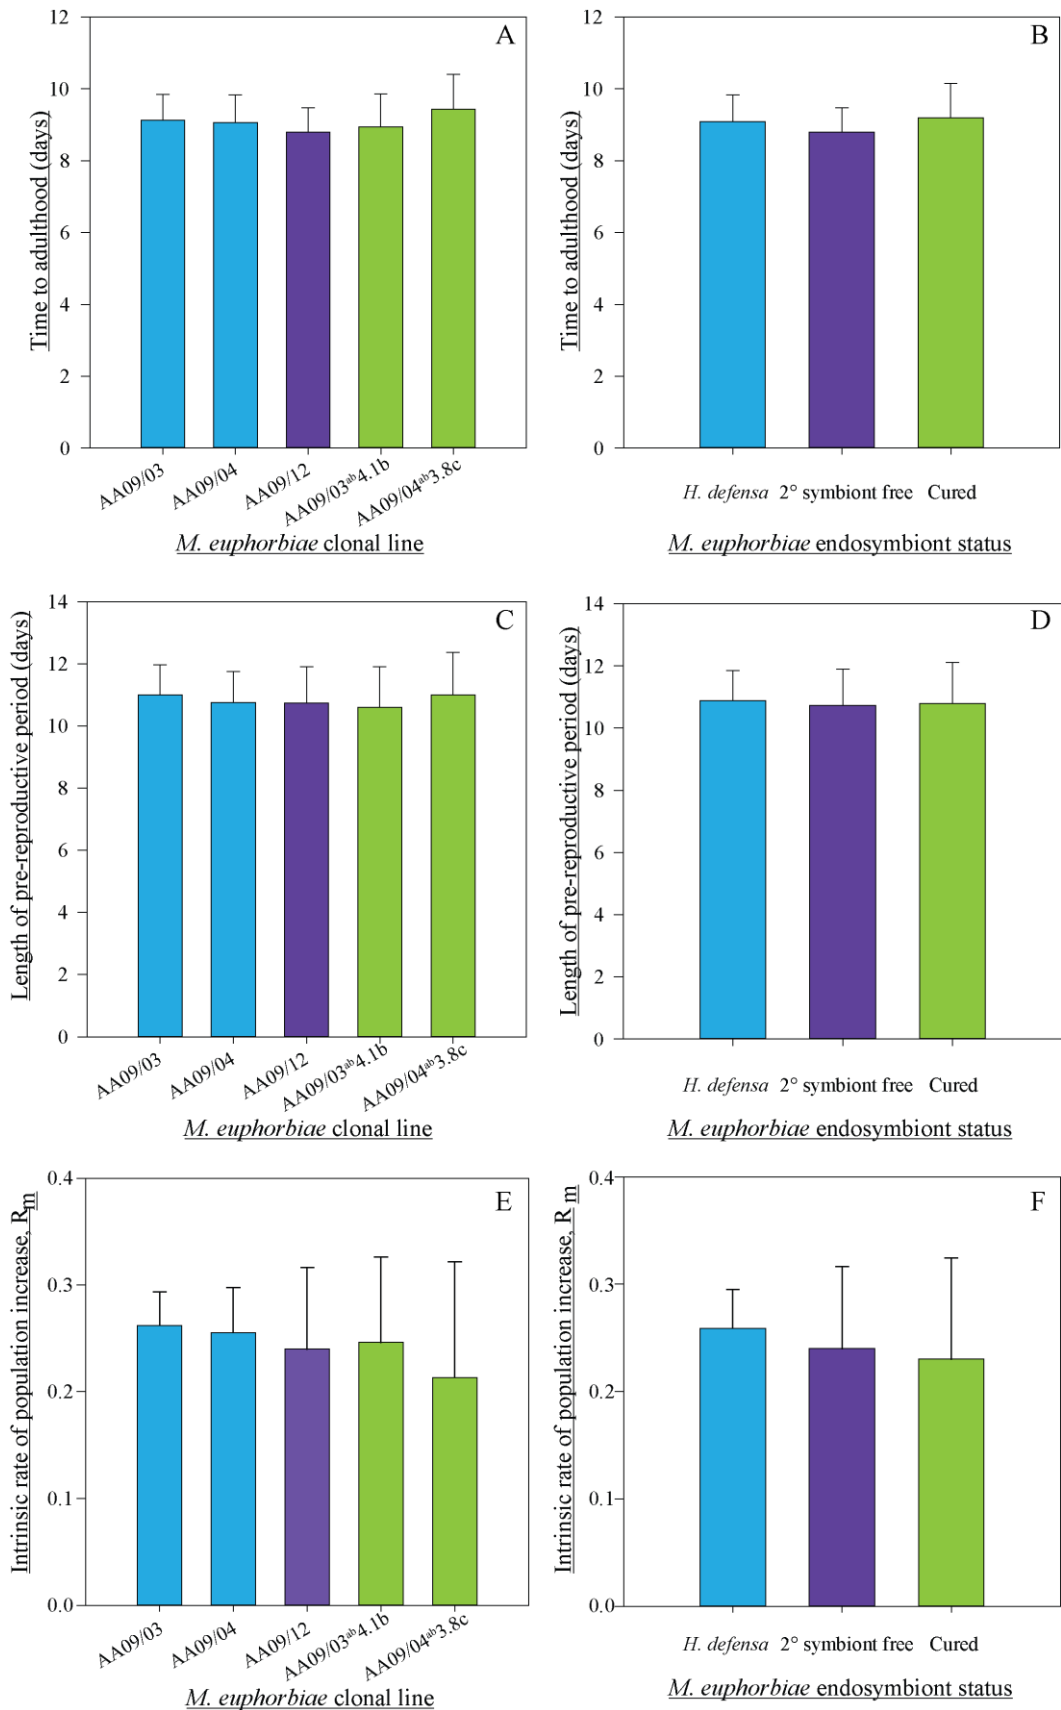 A
Time to adulthood (days)
12
10
8
6
4
2
0
AA09/03
AA09/04
AA09/12
AA09/03ab4.1b
AA09/04ab3.8c
M. euphorbiae clonal line
B
Time to adulthood (days)
12
10
8
6
4
2
0
H. defensa 2° symbiont free Cured
M. euphorbiae endosymbiont status
C
Length of pre-reproductive period (days)
14
12
10
8
6
4
2
0
AA09/03
AA09/04
AA09/12
AA09/03ab4.1b
AA09/04ab3.8c
M. euphorbiae clonal line
D
Length of pre-reproductive period (days)
14
12
10
8
6
4
2
0
H. defensa 2° symbiont free Cured
M. euphorbiae endosymbiont status
E
Intrinsic rate of population increase, Rm
0.4
0.3
0.2
0.1
0.0
AA09/03
AA09/04
AA09/12
AA09/03ab4.1b
AA09/04ab3.8c
M. euphorbiae clonal line
F
Intrinsic rate of population increase, Rm
0.4
0.3
0.2
0.1
0.0
H. defensa 2° symbiont free Cured
M. euphorbiae endosymbiont status